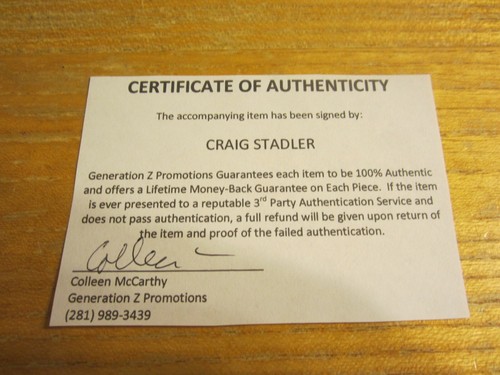 CERTIFICATE OF AUTHENTICITY
The accompanying item has been signed by:
CRAIG STADLER
Generation Z Promotions Guarantees each item to be 100% Authentic
and offers a Lifetime Money-Back Guarantee on Each Piece. If the item
is ever presented to a reputable 3rd Party Authentication Service and
does not pass authentication, a full refund will be given upon return of
the item and proof of the failed authentication.
Colleen
Colleen McCarthy
Generation Z Promotions
(281) 989-3439